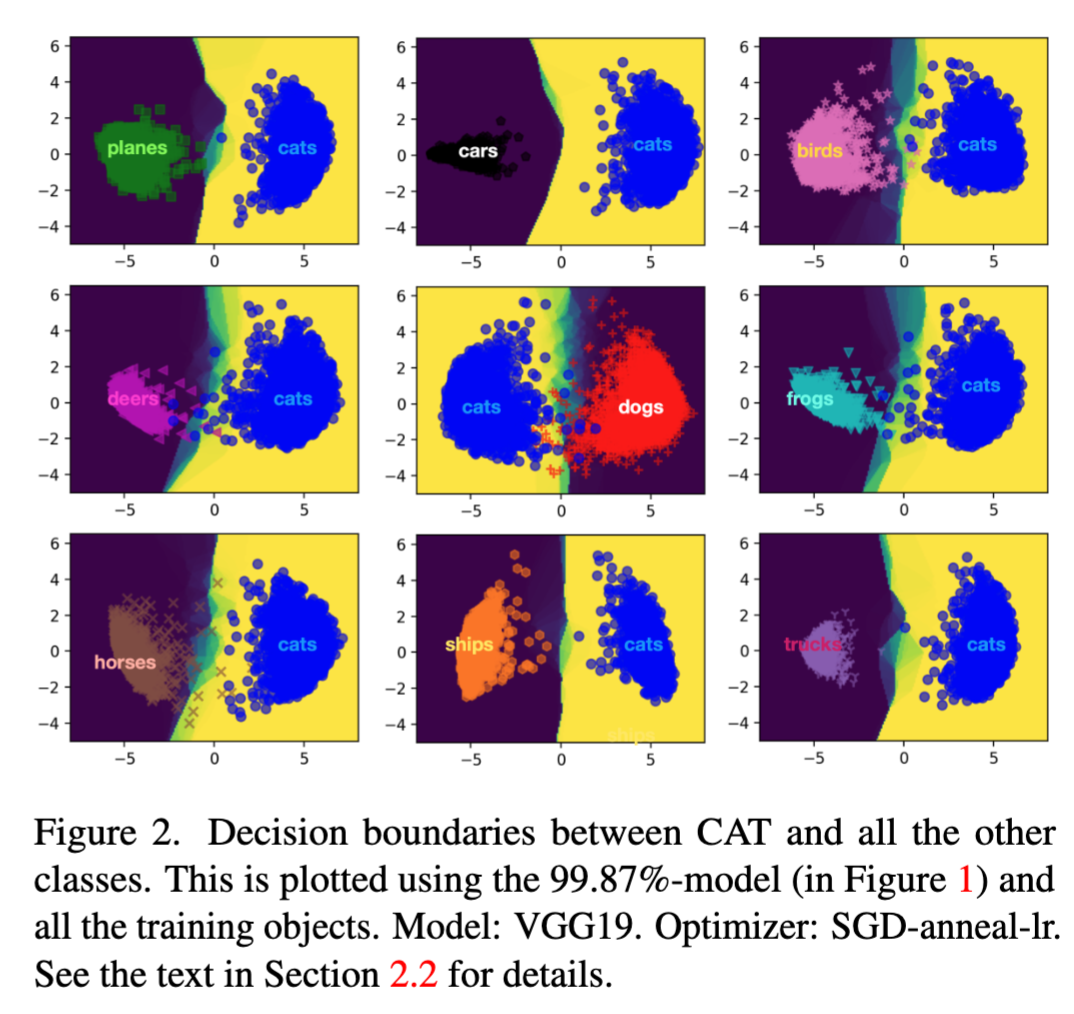 6
4
2
0
−2
−4
−5 0 5
planes cats
6
4
2
0
−2
−4
−5 0 5
cars cats
6
4
2
0
−2
−4
−5 0 5
birds cats
6
4
2
0
−2
−4
−5 0 5
deers cats
6
4
2
0
−2
−4
−5 0 5
cats dogs
6
4
2
0
−2
−4
−5 0 5
frogs cats
6
4
2
0
−2
−4
−5 0 5
horses cats
6
4
2
0
−2
−4
−5 0 5
ships cats
ships
6
4
2
0
−2
−4
−5 0 5
trucks cats
Figure 2. Decision boundaries between CAT and all the other
classes. This is plotted using the 99.87%-model (in Figure 1) and
all the training objects. Model: VGG19. Optimizer: SGD-anneal-lr.
See the text in Section 2.2 for details.